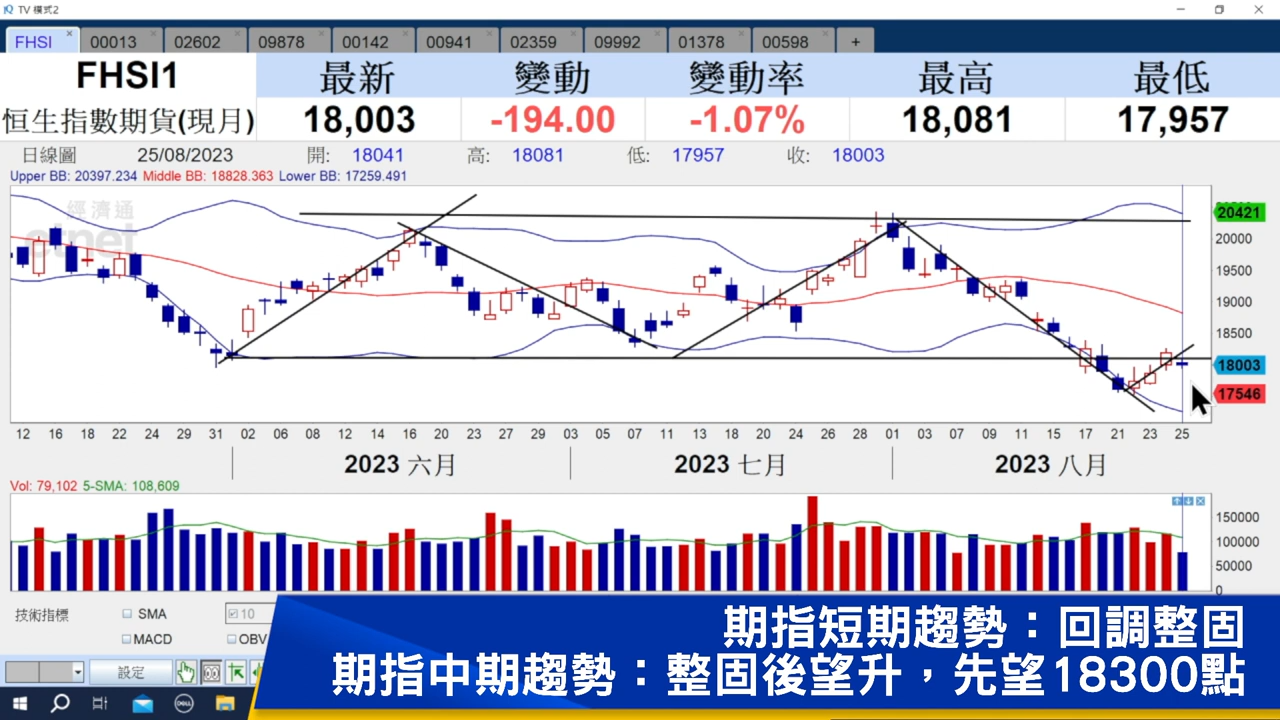 TV 模式2
FHSI 00013 02602 09878 00142 00941 02359 09992 01378 00598 +
FHSI1 最新 變動 變動率 最高 最低
恒生指數期貨(現月) 18,003 -194.00 -1.07% 18,081 17,957
日線圖 25/08/2023 開: 18041 高: 18081 低: 17957 收: 18003
Upper BB: 20397.234 Middle BB: 18828.363 Lower BB: 17259.491
經濟通
etnet
20421
20000
19500
19000
18500
18003
17546
12 16 18 22 24 29 31 02 06 08 12 14 16 20 23 27 29 03 05 07 11 13 18 20 24 26 28 01 03 07 09 11 15 17 21 23 25
2023 六月 2023 七月 2023 八月
Vol: 79,102 5-SMA: 108,609
150000
100000
50000
0
技術指標 SMA 10
MACD OBV
設定
DELL
期指短期趨勢：回調整固
期指中期趨勢：整固後望升，先望18300點